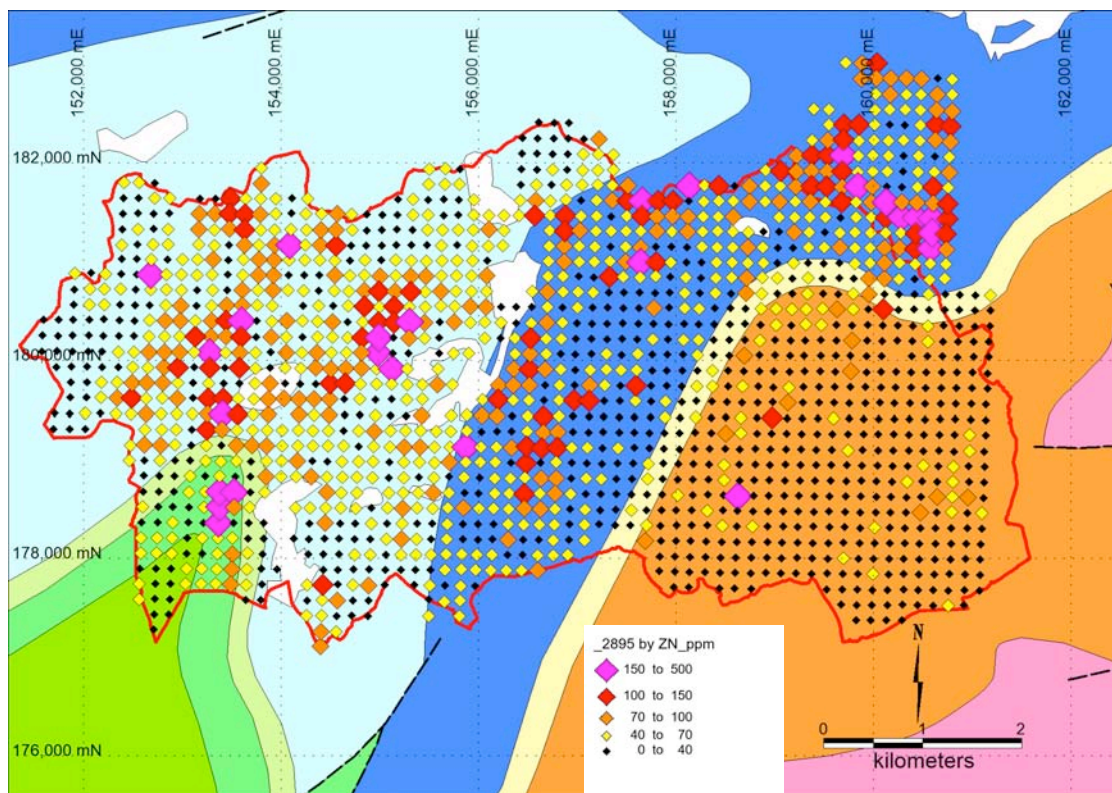 152,000 mE
154,000 mE
156,000 mE
158,000 mE
160,000 mE
162,000 mE
182,000 mN
180,000 mN
178,000 mN
176,000 mN
_2895 by ZN_ppm
150 to 500
100 to 150
70 to 100
40 to 70
0 to 40
N
0 1 2
kilometers